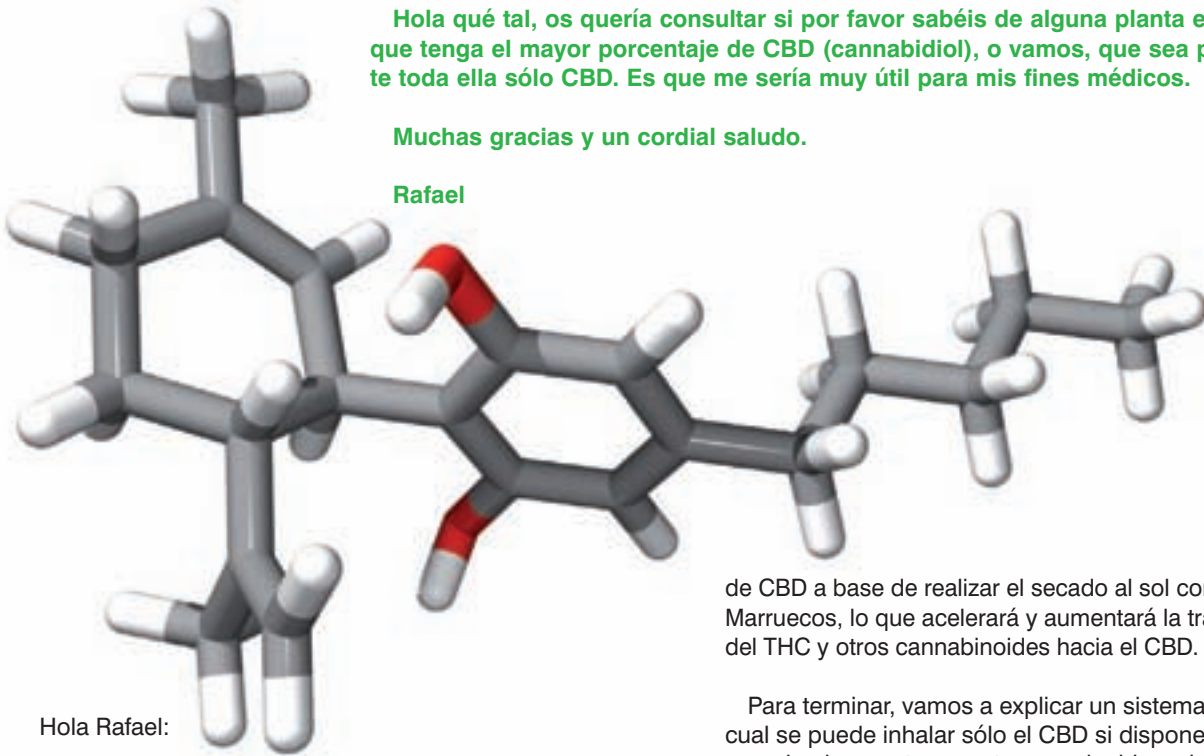 Hola qué tal, os quería consultar si por favor sabéis de alguna planta
que tenga el mayor porcentaje de CBD (cannabidiol), o vamos, que sea
te toda ella sólo CBD. Es que me sería muy útil para mis fines médicos.
Muchas gracias y un cordial saludo.
Rafael
Hola Rafael:
de CBD a base de realizar el secado al sol
Marruecos, lo que acelerará y aumentará la
del THC y otros cannabinoides hacia el CBD.
Para terminar, vamos a explicar un sistema
cual se puede inhalar sólo el CBD si